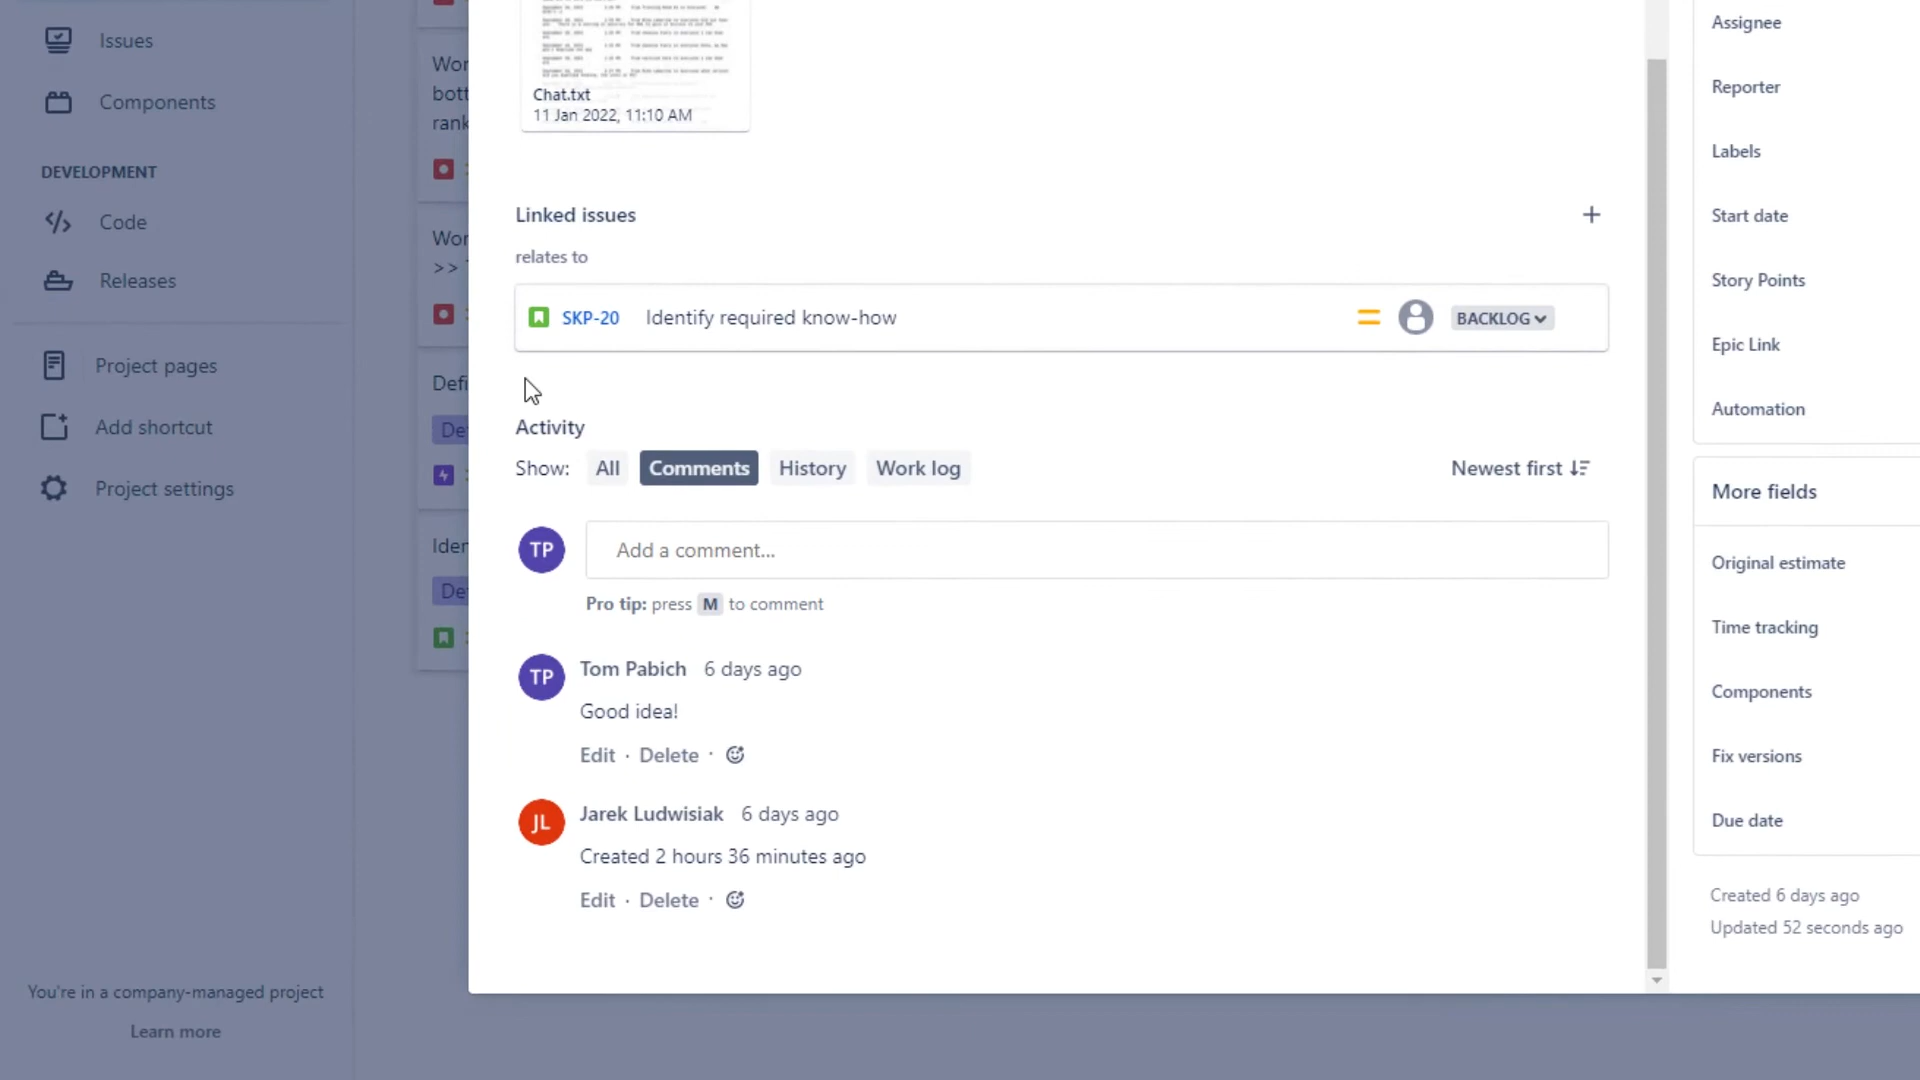 Issues
Components
DEVELOPMENT
Code
Releases
Project pages
Add shortcut
Project settings
You're in a company-managed project
Learn more
Wor
bott
rank
Wor
>>
Defi
De
Iden
De
Chat.txt
11 Jan 2022, 11:10 AM
Linked issues
relates to
SKP-20 Identify required know-how BACKLOG
Activity
Show: All Comments History Work log Newest first
TP Add a comment...
Pro tip: press M to comment
TP Tom Pabich 6 days ago
Good idea!
Edit · Delete ·
JL Jarek Ludwisiak 6 days ago
Created 2 hours 36 minutes ago
Edit · Delete ·
Assignee
Reporter
Labels
Start date
Story Points
Epic Link
Automation
More fields
Original estimate
Time tracking
Components
Fix versions
Due date
Created 6 days ago
Updated 52 seconds ago